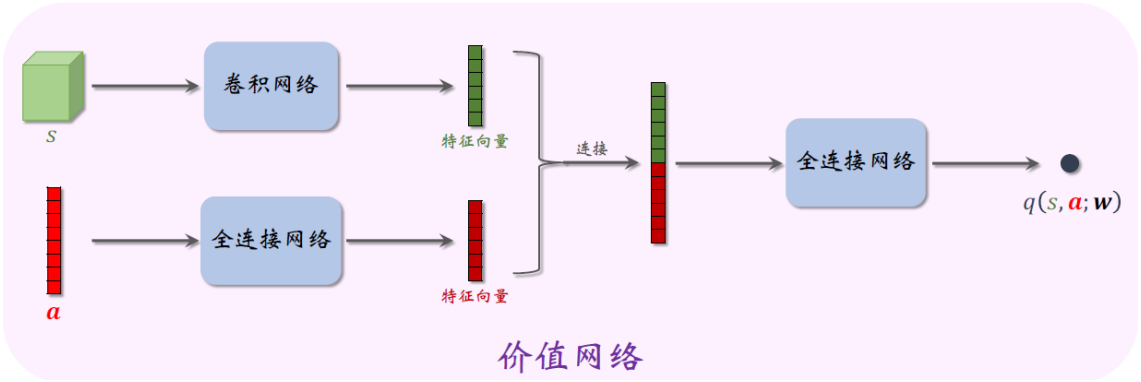 卷积网络
s
特征向量
连接
全连接网络
q(s, a; w)
全连接网络
a
特征向量
价值网络